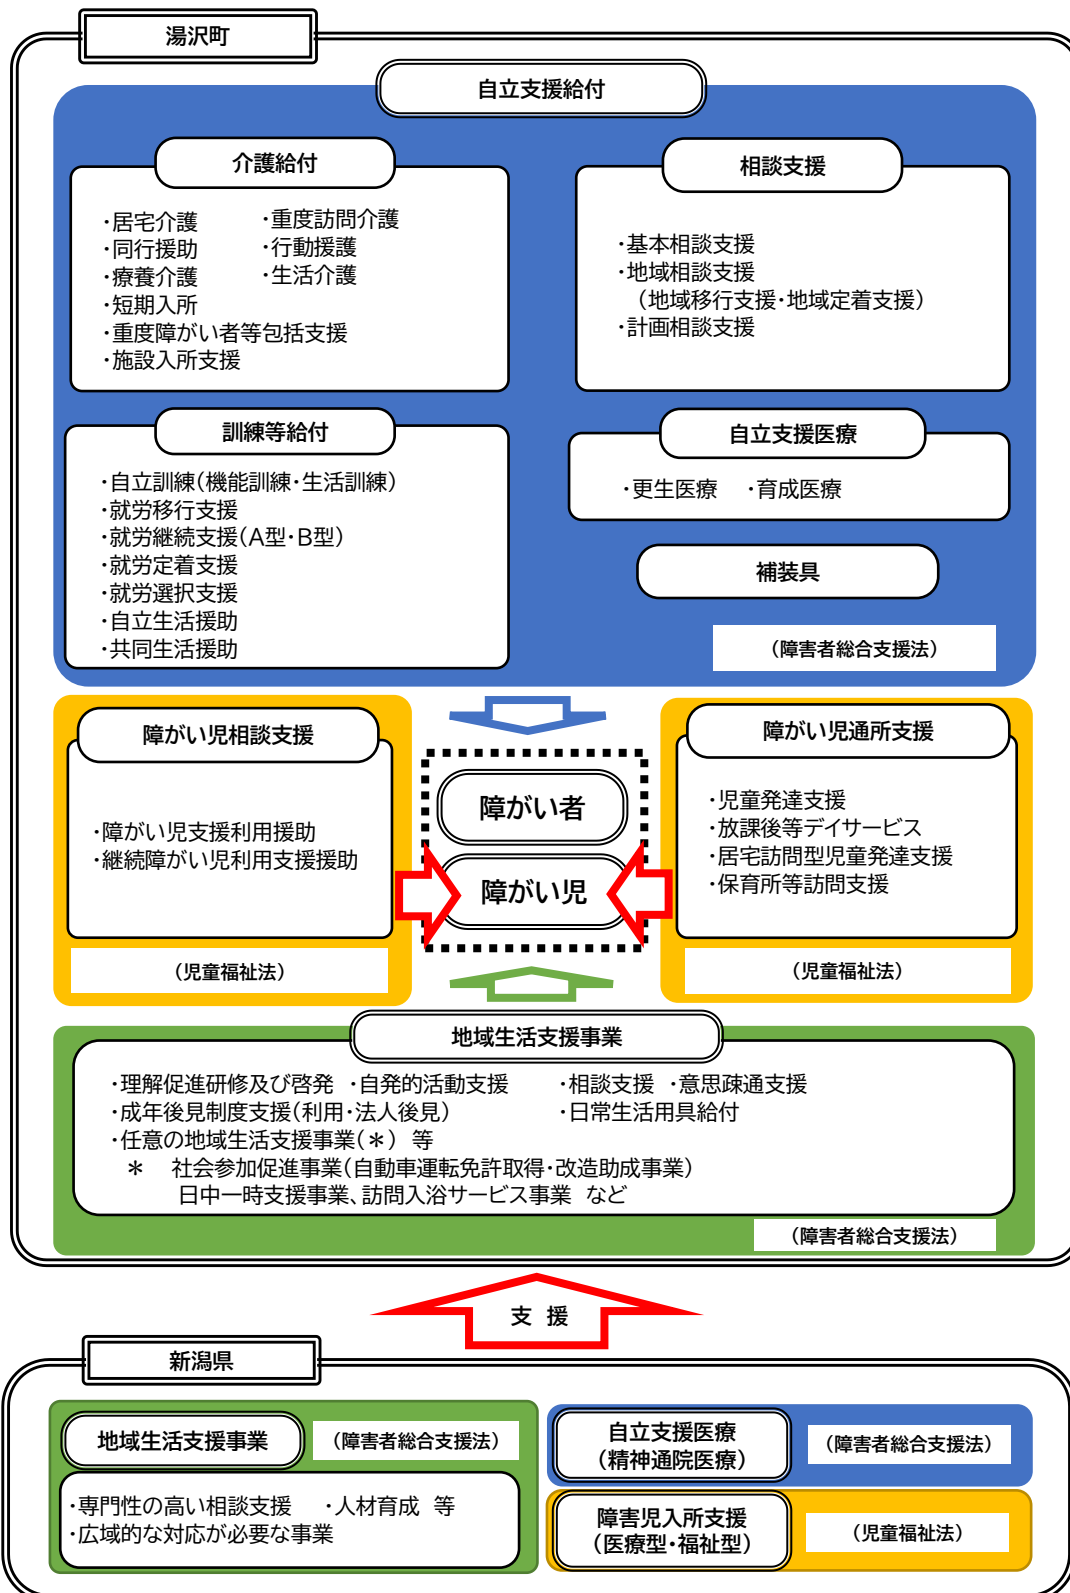 湯沢町
自立支援給付
介護給付
・居宅介護　・重度訪問介護
・同行援助　・行動援護
・療養介護　・生活介護
・短期入所
・重度障がい者等包括支援
・施設入所支援
相談支援
・基本相談支援
・地域相談支援
（地域移行支援・地域定着支援）
・計画相談支援
訓練等給付
・自立訓練（機能訓練・生活訓練）
・就労移行支援
・就労継続支援（A型・B型）
・就労定着支援
・就労選択支援
・自立生活援助
・共同生活援助
自立支援医療
・更生医療　・育成医療
補装具
（障害者総合支援法）
障がい児相談支援
・障がい児支援利用援助
・継続障がい児利用支援援助
（児童福祉法）
障がい者
障がい児
障がい児通所支援
・児童発達支援
・放課後等デイサービス
・居宅訪問型児童発達支援
・保育所等訪問支援
（児童福祉法）
地域生活支援事業
・理解促進研修及び啓発　・自発的活動支援　・相談支援　・意思疎通支援
・成年後見制度支援（利用・法人後見）　・日常生活用具給付
・任意の地域生活支援事業（＊）　等
＊　社会参加促進事業（自動車運転免許取得・改造助成事業）
日中一時支援事業、訪問入浴サービス事業　など
（障害者総合支援法）
支　援
新潟県
地域生活支援事業
（障害者総合支援法）
・専門性の高い相談支援　・人材育成　等
・広域的な対応が必要な事業
自立支援医療
（精神通院医療）
（障害者総合支援法）
障害児入所支援
（医療型・福祉型）
（児童福祉法）